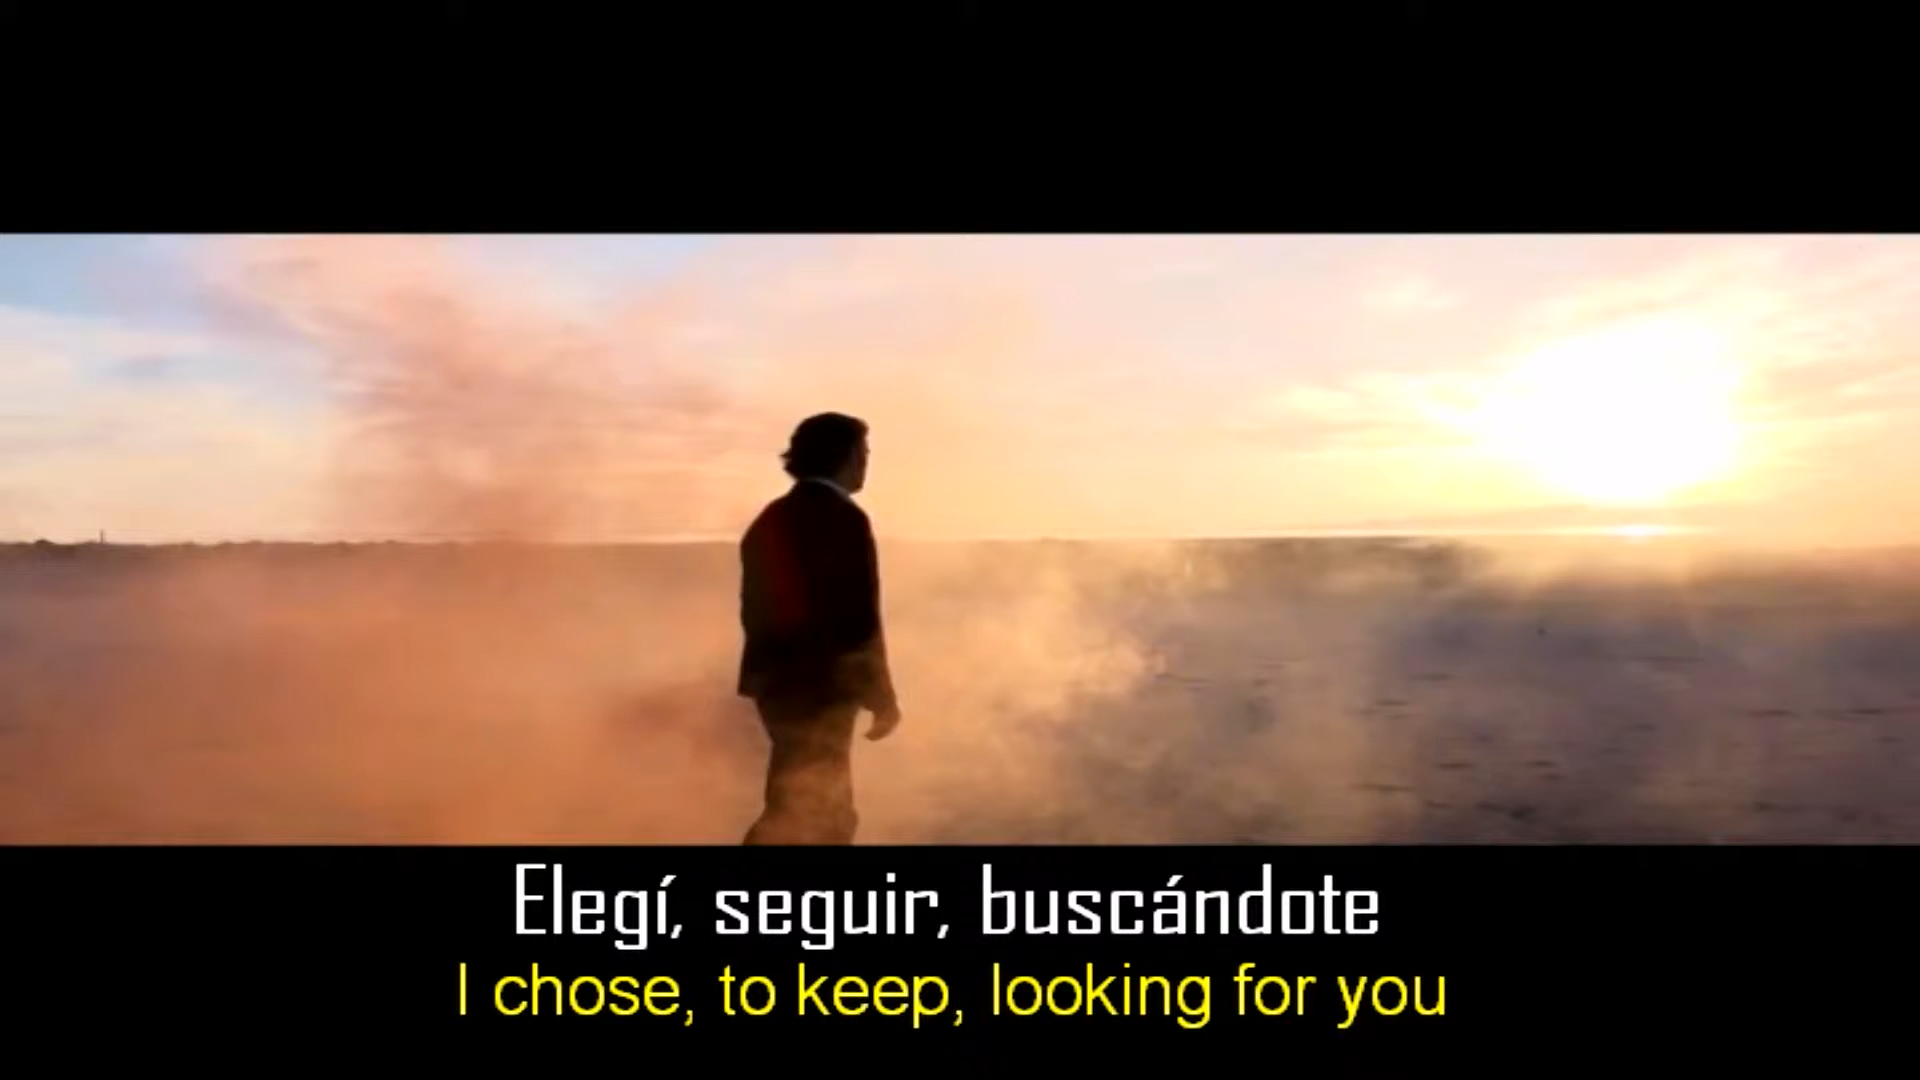 Elegí, seguir, buscándote
I chose, to keep, looking for you